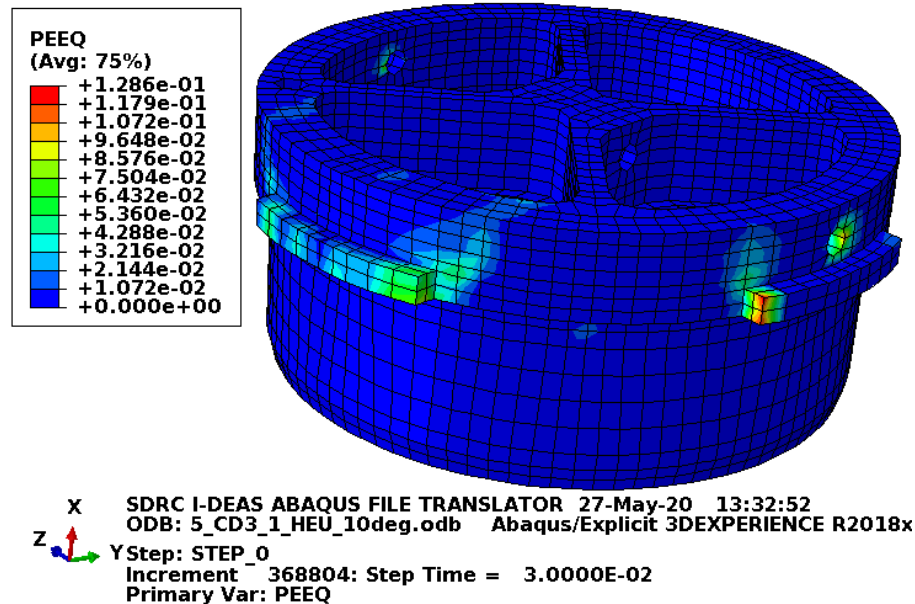 PEEQ
(Avg: 75%)
+1.286e-01
+1.179e-01
+1.072e-01
+9.648e-02
+8.576e-02
+7.504e-02
+6.432e-02
+5.360e-02
+4.288e-02
+3.216e-02
+2.144e-02
+1.072e-02
+0.000e+00
X
Z
Y
SDRC I-DEAS ABAQUS FILE TRANSLATOR 27-May-20 13:32:52
ODB: 5_CD3_1_HEU_10deg.odb Abaqus/Explicit 3DEXPERIENCE R2018x
Step: STEP_0
Increment 368804: Step Time = 3.0000E-02
Primary Var: PEEQ